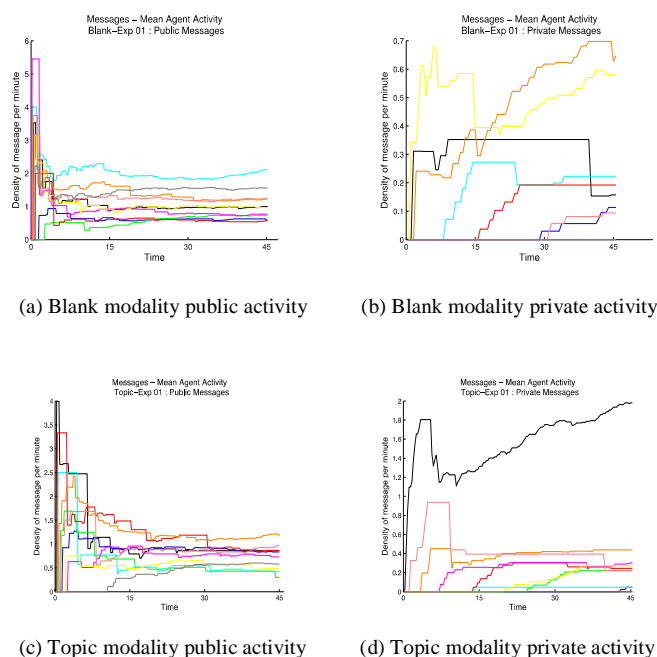 Messages − Mean Agent Activity
Blank−Exp 01 : Public Messages
Density of message per minute
6
5
4
3
2
1
0
0 15 30 45
Time
(a) Blank modality public activity
Messages − Mean Agent Activity
Blank−Exp 01 : Private Messages
Density of message per minute
0.7
0.6
0.5
0.4
0.3
0.2
0.1
0
0 15 30 45
Time
(b) Blank modality private activity
Messages − Mean Agent Activity
Topic−Exp 01 : Public Messages
Density of message per minute
4
3.5
3
2.5
2
1.5
1
0.5
0
0 15 30 45
Time
(c) Topic modality public activity
Messages − Mean Agent Activity
Topic−Exp 01 : Private Messages
Density of message per minute
2
1.8
1.6
1.4
1.2
1
0.8
0.6
0.4
0.2
0
0 15 30 45
Time
(d) Topic modality private activity